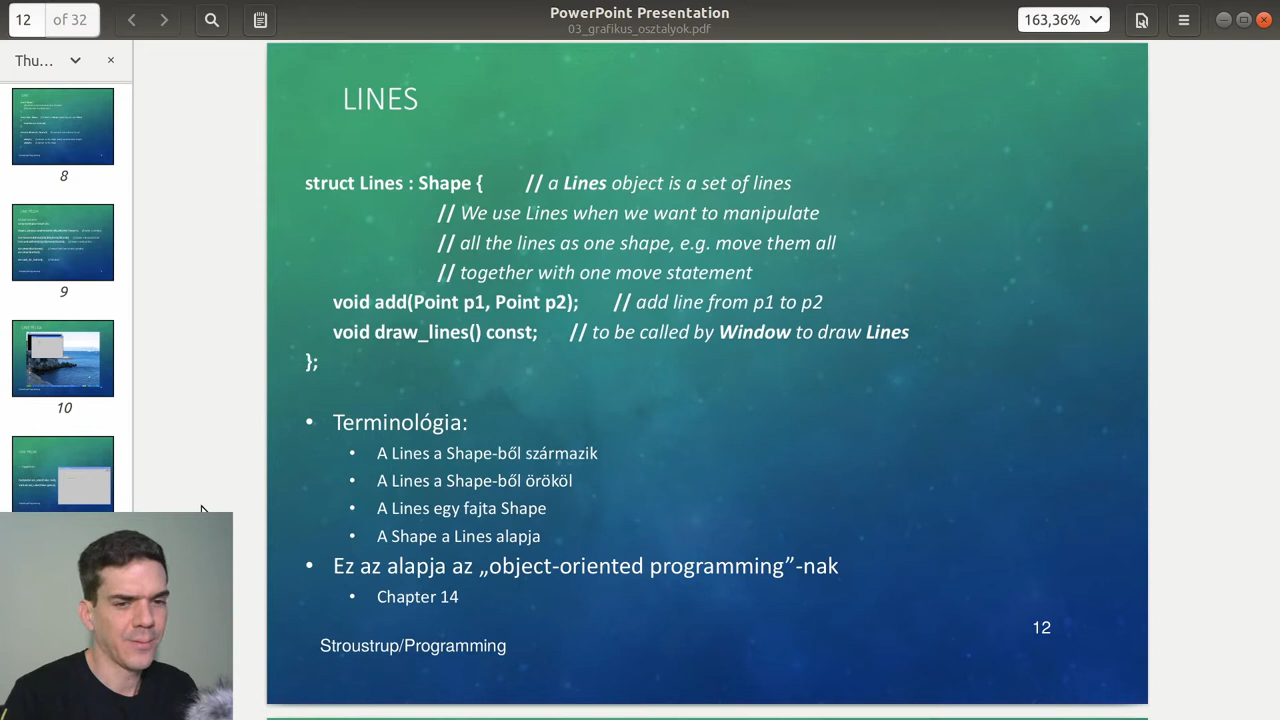 12
of 32
PowerPoint Presentation
03_grafikus_osztalyok.pdf
163,36%
Thu...
8
9
10
LINES
struct Lines : Shape { // a Lines object is a set of lines
// We use Lines when we want to manipulate
// all the lines as one shape, e.g. move them all
// together with one move statement
void add(Point p1, Point p2); // add line from p1 to p2
void draw_lines() const; // to be called by Window to draw Lines
};
• Terminológia:
• A Lines a Shape-ből származik
• A Lines a Shape-ből örököl
• A Lines egy fajta Shape
• A Shape a Lines alapja
• Ez az alapja az „object-oriented programming”-nak
• Chapter 14
12
Stroustrup/Programming